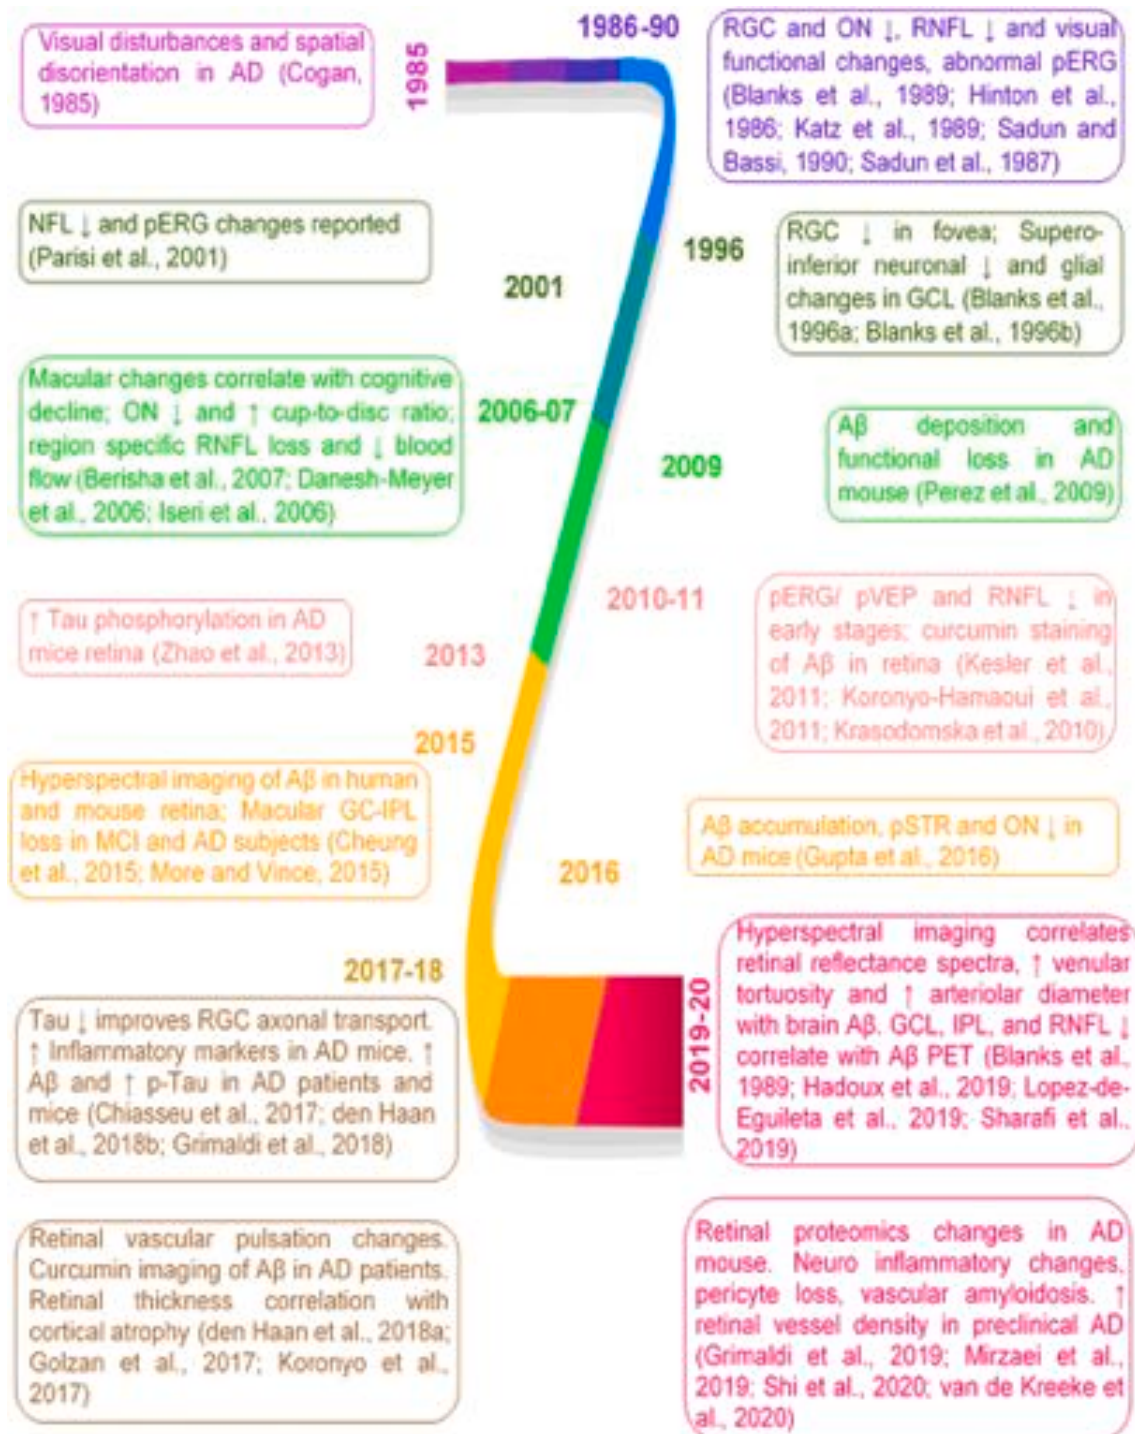 Visual disturbances and spatial
disorientation in AD (Cogan,
1985)
1985
1986-90
RGC and ON ↓, RNFL ↓ and visual
functional changes, abnormal pERG
(Blanks et al., 1989; Hinton et al.,
1986; Katz et al., 1989; Sadun and
Bassi, 1990; Sadun et al., 1987)
1996
RGC ↓ in fovea; Supero-
inferior neuronal ↓ and glial
changes in GCL (Blanks et al.,
1996a; Blanks et al., 1996b)
NFL ↓ and pERG changes reported
(Parisi et al., 2001)
2001
Macular changes correlate with cognitive
decline; ON ↓ and ↑ cup-to-disc ratio;
region specific RNFL loss and ↓ blood
flow (Berisha et al., 2007; Danesh-Meyer
et al., 2006; Iseri et al., 2006)
2006-07
2009
Aβ deposition and
functional loss in AD
mouse (Perez et al., 2009)
2010-11
pERG/ pVEP and RNFL ↓ in
early stages; curcumin staining
of Aβ in retina (Kesler et al.,
2011; Koronyo-Hamaoui et al.,
2011; Krasodomska et al., 2010)
↑ Tau phosphorylation in AD
mice retina (Zhao et al., 2013)
2013
2015
Hyperspectral imaging of Aβ in human
and mouse retina; Macular GC-IPL
loss in MCI and AD subjects (Cheung
et al., 2015; More and Vince, 2015)
2016
Aβ accumulation, pSTR and ON ↓ in
AD mice (Gupta et al., 2016)
2017-18
Tau ↓ improves RGC axonal transport.
↑ Inflammatory markers in AD mice. ↑
Aβ and ↑ p-Tau in AD patients and
mice (Chiasseu et al., 2017; den Haan
et al., 2018b; Grimaldi et al., 2018)
Retinal vascular pulsation changes.
Curcumin imaging of Aβ in AD patients.
Retinal thickness correlation with
cortical atrophy (den Haan et al., 2018a;
Golzan et al., 2017; Koronyo et al.,
2017)
2019-20
Hyperspectral imaging correlates
retinal reflectance spectra, ↑ venular
tortuosity and ↑ arteriolar diameter
with brain Aβ. GCL, IPL, and RNFL ↓
correlate with Aβ PET (Blanks et al.,
1989; Hadoux et al., 2019; Lopez-de-
Eguileta et al., 2019; Sharafi et al.,
2019)
Retinal proteomics changes in AD
mouse. Neuro inflammatory changes,
pericyte loss, vascular amyloidosis. ↑
retinal vessel density in preclinical AD
(Grimaldi et al., 2019; Mirzaei et al.,
2019; Shi et al., 2020; van de Kreeke et
al., 2020)